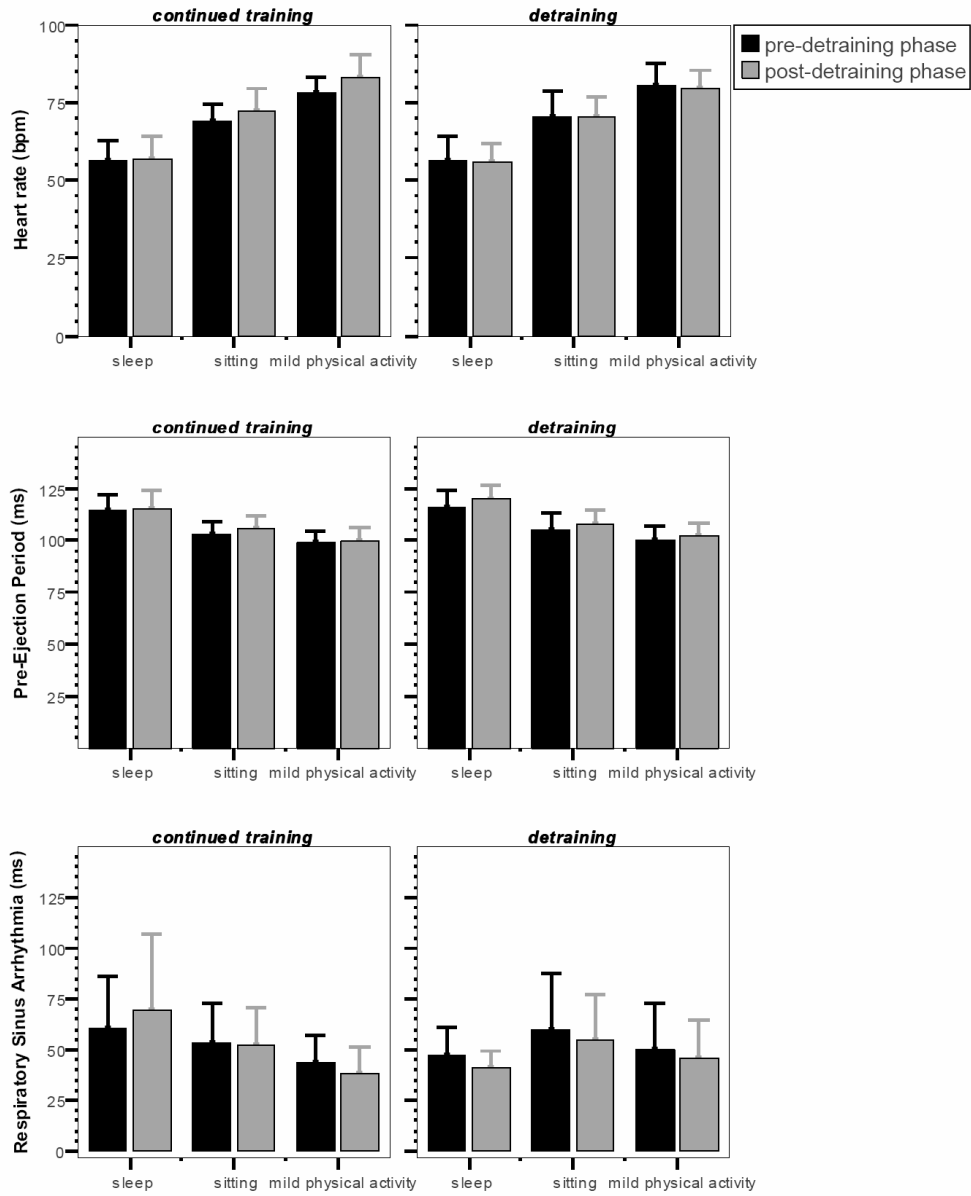 continued training
detraining
pre-detraining phase
post-detraining phase
Heart rate (bpm)
100
75
50
25
0
sleep
sitting
mild physical activity
sleep
sitting
mild physical activity
continued training
detraining
Pre-Ejection Period (ms)
125
100
75
50
25
sleep
sitting
mild physical activity
sleep
sitting
mild physical activity
continued training
detraining
Respiratory Sinus Arrhythmia (ms)
125
100
75
50
25
0
sleep
sitting
mild physical activity
sleep
sitting
mild physical activity